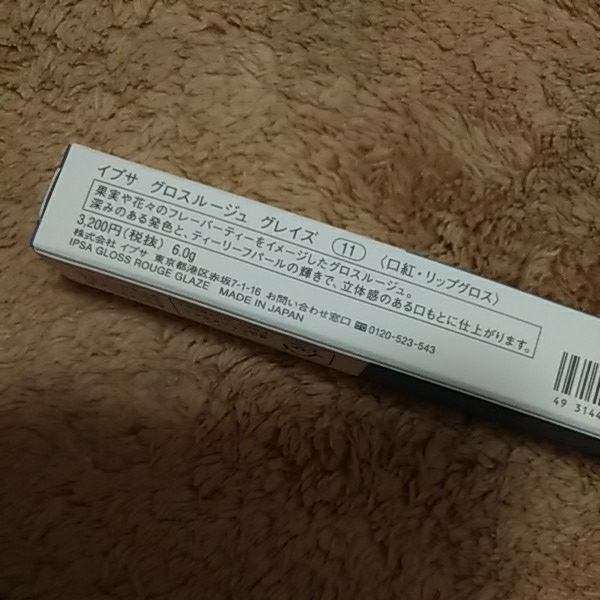 イプサ グロスルージュ グレイズ 11 〈口紅・リップグロス〉
果実や花々のフレーバーティーをイメージしたグロスルージュ。
深みのある発色と、ティーリーフパールの輝きで、立体感のある口もとに仕上がります。
3,200円(税抜) 6.0g
株式会社 イプサ 東京都港区赤坂7-1-16 お問い合わせ窓口 0120-523-543
IPSA GLOSS ROUGE GLAZE MADE IN JAPAN
49 3144